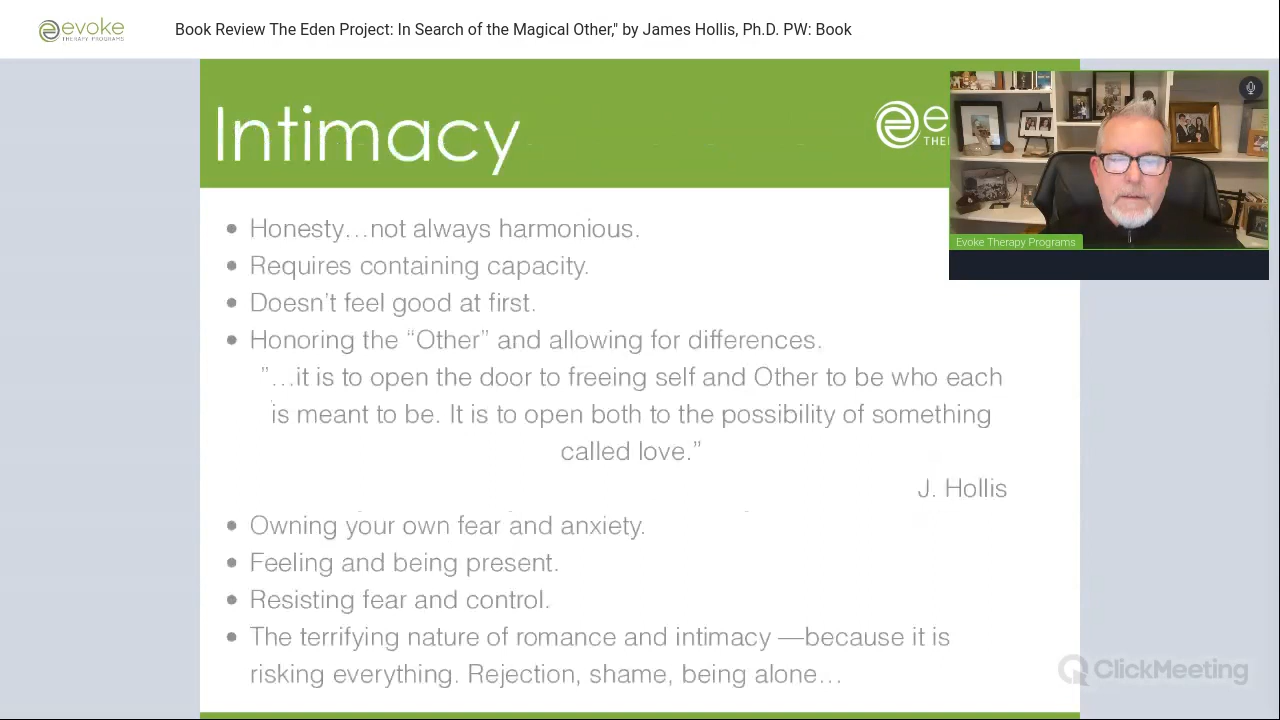 evoke
THERAPY PROGRAMS
Book Review The Eden Project: In Search of the Magical Other," by James Hollis, Ph.D. PW: Book
Intimacy
e
THE
Evoke Therapy Programs
• Honesty…not always harmonious.
• Requires containing capacity.
• Doesn't feel good at first.
• Honoring the “Other” and allowing for differences.
”…it is to open the door to freeing self and Other to be who each
is meant to be. It is to open both to the possibility of something
called love.”
J. Hollis
• Owning your own fear and anxiety.
• Feeling and being present.
• Resisting fear and control.
• The terrifying nature of romance and intimacy —because it is
risking everything. Rejection, shame, being alone…
ClickMeeting